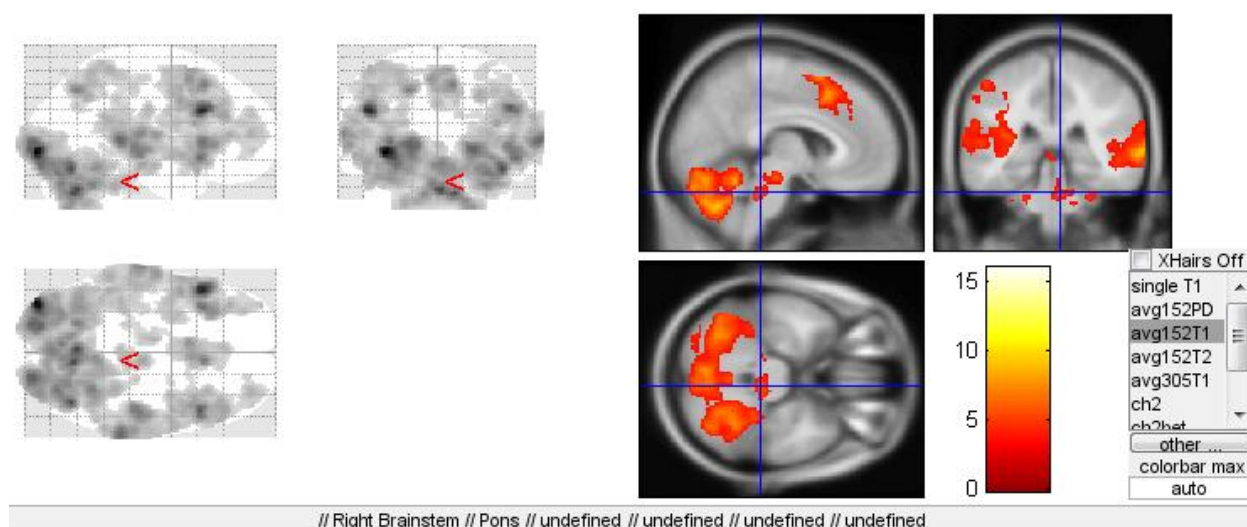 XHairs Off
single T1
avg152PD
avg152T1
avg152T2
avg305T1
ch2
ch2bet
other ...
colorbar max
auto
15
10
5
0
// Right Brainstem // Pons // undefined // undefined // undefined // undefined